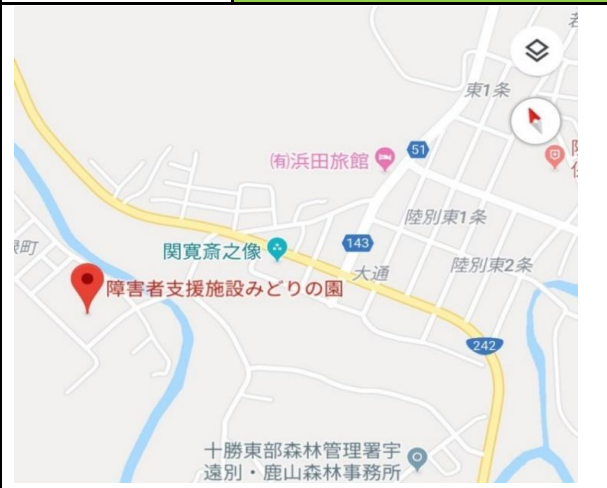 東1条
51
㈲浜田旅館
陸別東1条
143
関寛斎之像
大通
陸別東2条
町
障害者支援施設みどりの園
242
十勝東部森林管理署宇
遠別・鹿山森林事務所